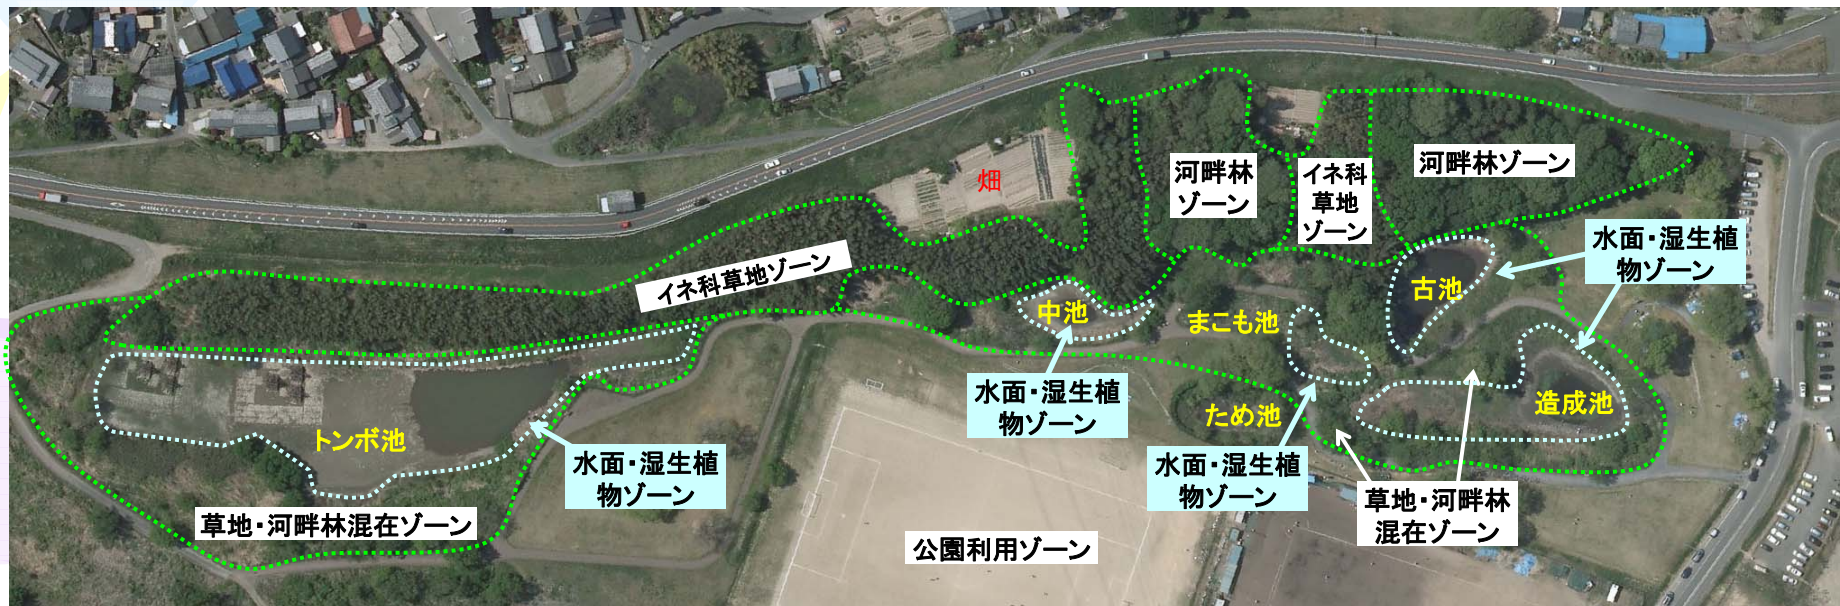 畑
河畔林
ゾーン
イネ科
草地
ゾーン
河畔林ゾーン
水面・湿生植
物ゾーン
イネ科草地ゾーン
古池
中池
まこも池
水面・湿生植
物ゾーン
ため池
造成池
トンボ池
水面・湿生植
物ゾーン
水面・湿生植
物ゾーン
草地・河畔林
混在ゾーン
草地・河畔林混在ゾーン
公園利用ゾーン